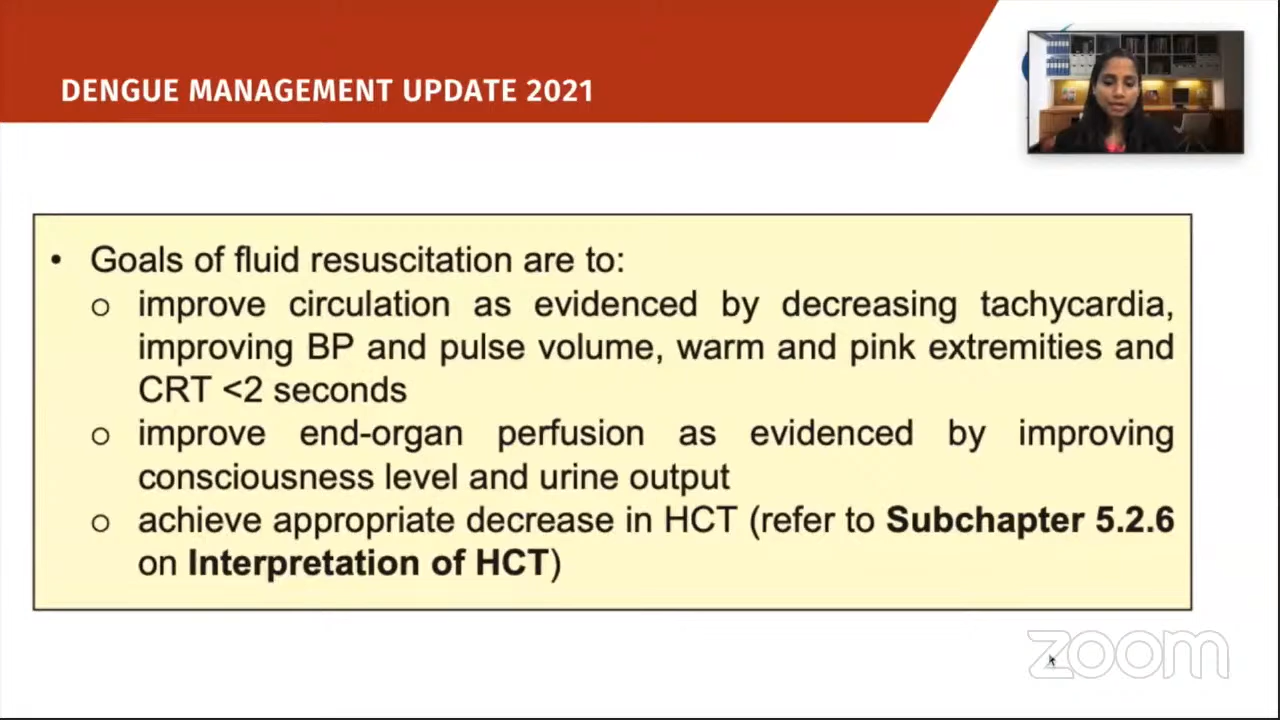 DENGUE MANAGEMENT UPDATE 2021
• Goals of fluid resuscitation are to:
o improve circulation as evidenced by decreasing tachycardia,
improving BP and pulse volume, warm and pink extremities and
CRT <2 seconds
o improve end-organ perfusion as evidenced by improving
consciousness level and urine output
o achieve appropriate decrease in HCT (refer to Subchapter 5.2.6
on Interpretation of HCT)
zoom